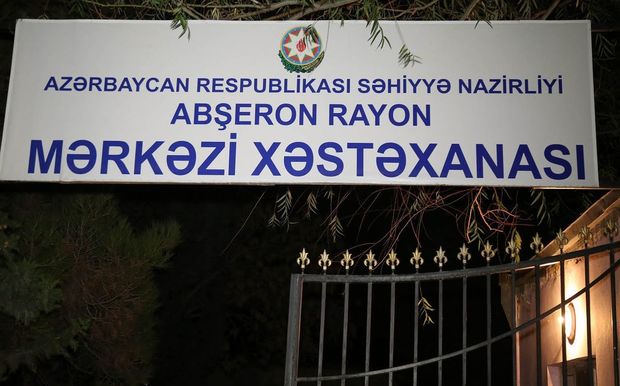 AZƏRBAYCAN RESPUBLİKASI SƏHİYYƏ NAZİRLİYİ
ABŞERON RAYON
MƏRKƏZİ XƏSTƏXANASI